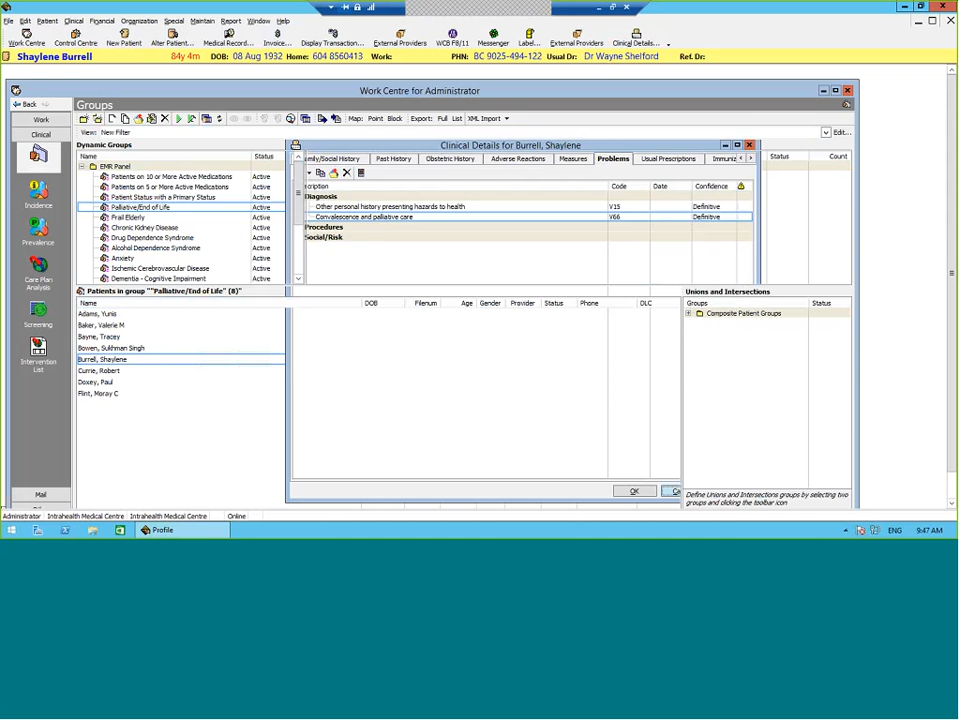 File Edit Patient Clinical Financial Organization Special Maintain Report Window Help
Work Centre Control Centre New Patient Alter Patient... Medical Record... Invoice... Display Transaction... External Providers WCB F8/11 Messenger Label... External Providers Clinical Details...
Shaylene Burrell 84y 4m DOB: 08 Aug 1932 Home: 604 8560413 Work: PHN: BC 9025-494-122 Usual Dr: Dr Wayne Shelford Ref. Dr:
Work Centre for Administrator
Back Groups
Work
Map: Point Block Export: Full List XML Import
Clinical
View: New Filter Edit...
Dynamic Groups
Name Status
EMR Panel
Patients on 10 or More Active Medications Active
Patients on 5 or More Active Medications Active
Patient Status with a Primary Status Active
Palliative/End of Life Active
Frail Elderly Active
Chronic Kidney Disease Active
Drug Dependence Syndrome Active
Alcohol Dependence Syndrome Active
Anxiety Active
Ischemic Cerebrovascular Disease Active
Dementia - Cognitive Impairment Active
Clinical Details for Burrell, Shaylene
mily/Social History Past History Obstetric History Adverse Reactions Measures Problems Usual Prescriptions Immuniz
Status Count
cription Code Date Confidence
Diagnosis
Other personal history presenting hazards to health V15 Definitive
Convalescence and palliative care V66 Definitive
Procedures
Social/Risk
Incidence
Prevalence
Care Plan
Analysis
Screening
Intervention
List
Mail
Patients in group ""Palliative/End of Life" (8)"
Name DOB Filenum Age Gender Provider Status Phone DLC
Adams, Yunis
Baker, Valerie M
Bayne, Tracey
Bowen, Sukhman Singh
Burrell, Shaylene
Currie, Robert
Doxey, Paul
Flint, Moray C
Unions and Intersections
Groups Status
Composite Patient Groups
OK
Define Unions and Intersections groups by selecting two
groups and clicking the toolbar icon
Administrator Intrahealth Medical Centre Intrahealth Medical Centre Online
Profile ENG 9:47 AM